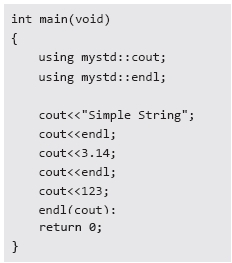 int main(void)
{
    using mystd::cout;
    using mystd::endl;

    cout<<"Simple String";
    cout<<endl;
    cout<<3.14;
    cout<<endl;
    cout<<123;
    endl(cout);
    return 0;
}